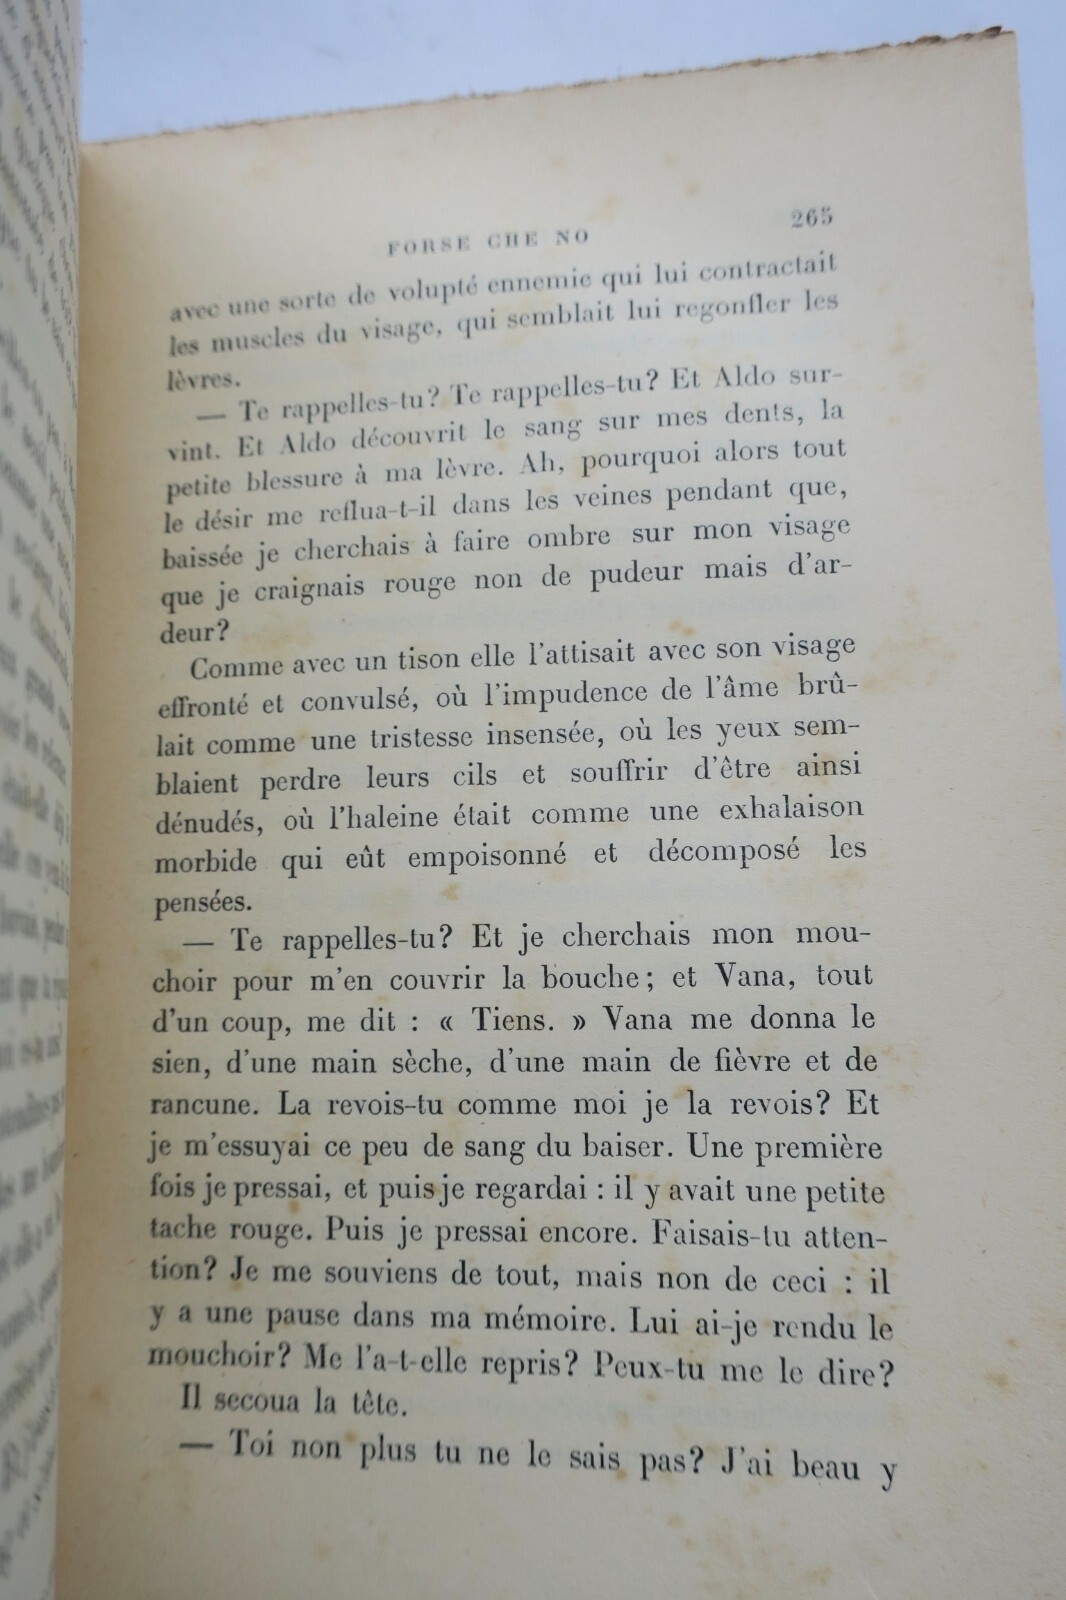 FORSE CHE NO 265
avec une sorte de volupté ennemie qui lui contractait
les muscles du visage, qui semblait lui regonfler les
lèvres.
— Te rappelles-tu? Te rappelles-tu? Et Aldo sur-
vint. Et Aldo découvrit le sang sur mes dents, la
petite blessure à ma lèvre. Ah, pourquoi alors tout
le désir me reflua-t-il dans les veines pendant que,
baissée je cherchais à faire ombre sur mon visage
que je craignais rouge non de pudeur mais d'ar-
deur?
Comme avec un tison elle l'attisait avec son visage
effronté et convulsé, où l'impudence de l'âme brû-
lait comme une tristesse insensée, où les yeux sem-
blaient perdre leurs cils et souffrir d'être ainsi
dénudés, où l'haleine était comme une exhalaison
morbide qui eût empoisonné et décomposé les
pensées.
— Te rappelles-tu? Et je cherchais mon mou-
choir pour m'en couvrir la bouche; et Vana, tout
d'un coup, me dit : « Tiens. » Vana me donna le
sien, d'une main sèche, d'une main de fièvre et de
rancune. La revois-tu comme moi je la revois? Et
je m'essuyai ce peu de sang du baiser. Une première
fois je pressai, et puis je regardai : il y avait une petite
tache rouge. Puis je pressai encore. Faisais-tu atten-
tion? Je me souviens de tout, mais non de ceci : il
y a une pause dans ma mémoire. Lui ai-je rendu le
mouchoir? Me l'a-t-elle repris? Peux-tu me le dire?
Il secoua la tête.
— Toi non plus tu ne le sais pas? J'ai beau y